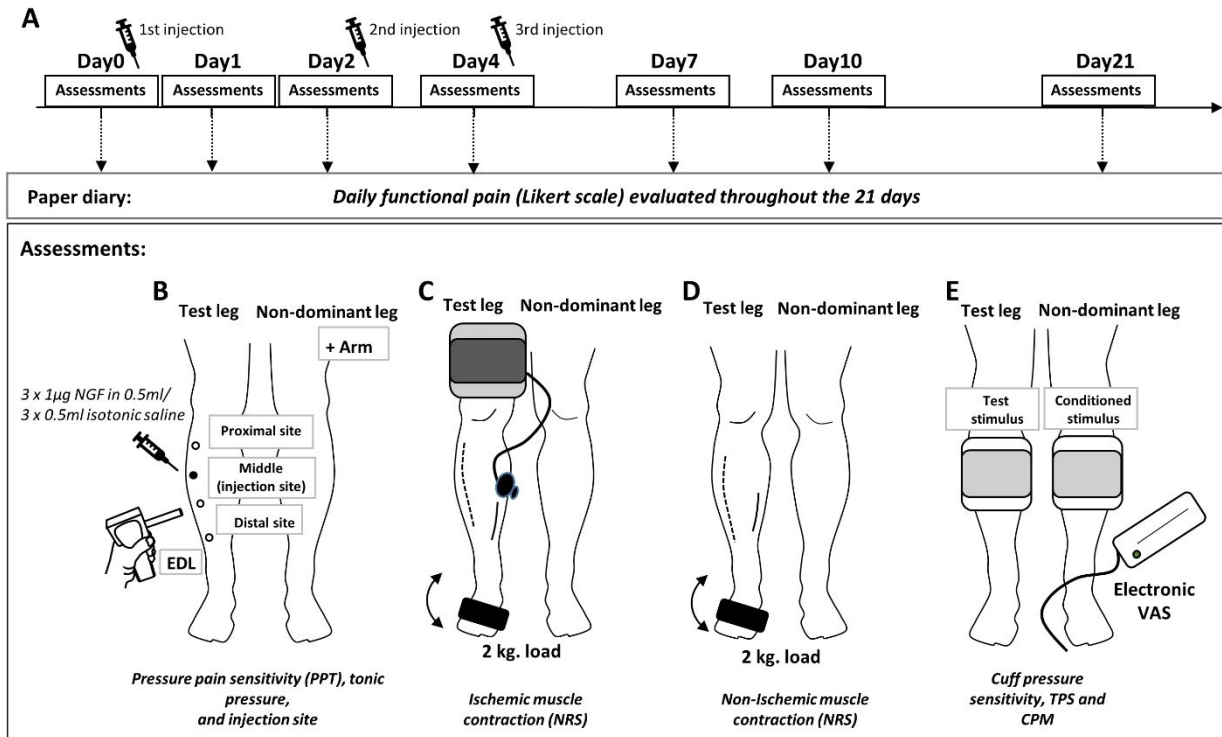 A
1st injection
2nd injection
3rd injection
Day0
Day1
Day2
Day4
Day7
Day10
Day21
Assessments
Assessments
Assessments
Assessments
Assessments
Assessments
Assessments
Paper diary:
Daily functional pain (Likert scale) evaluated throughout the 21 days
Assessments:
B
Test leg
Non-dominant leg
+ Arm
3 x 1µg NGF in 0.5ml/
3 x 0.5ml isotonic saline
Proximal site
Middle
(injection site)
Distal site
EDL
Pressure pain sensitivity (PPT), tonic
pressure,
and injection site
C
Test leg
Non-dominant leg
2 kg. load
Ischemic muscle
contraction (NRS)
D
Test leg
Non-dominant leg
2 kg. load
Non-Ischemic muscle
contraction (NRS)
E
Test leg
Non-dominant leg
Test
stimulus
Conditioned
stimulus
Electronic
VAS
Cuff pressure
sensitivity, TPS and
CPM